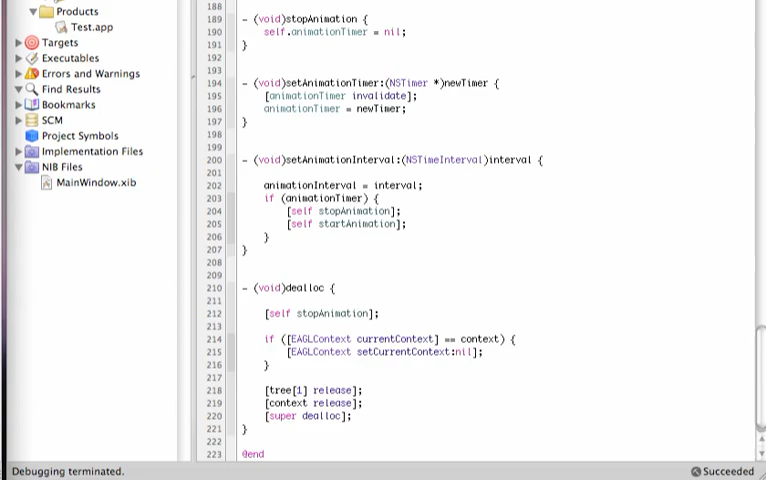 Products
Test.app
Targets
Executables
Errors and Warnings
Find Results
Bookmarks
SCM
Project Symbols
Implementation Files
NIB Files
MainWindow.xib
188
189 - (void)stopAnimation {
190 self.animationTimer = nil;
191 }
192
193
194 - (void)setAnimationTimer:(NSTimer *)newTimer {
195 [animationTimer invalidate];
196 animationTimer = newTimer;
197 }
198
199
200 - (void)setAnimationInterval:(NSTimeInterval)interval {
201
202 animationInterval = interval;
203 if (animationTimer) {
204 [self stopAnimation];
205 [self startAnimation];
206 }
207 }
208
209
210 - (void)dealloc {
211
212 [self stopAnimation];
213
214 if ([EAGLContext currentContext] == context) {
215 [EAGLContext setCurrentContext:nil];
216 }
217
218 [tree[1] release];
219 [context release];
220 [super dealloc];
221 }
222
223 @end
Debugging terminated.
Succeeded